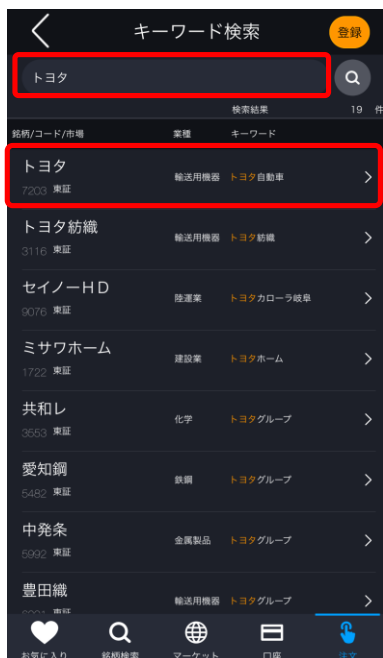 キーワード検索 登録
トヨタ
検索結果 19 件
銘柄/コード/市場 業種 キーワード
トヨタ
7203 東証 輸送用機器 トヨタ自動車
トヨタ紡織
3116 東証 輸送用機器 トヨタ紡織
セイノーHD
9076 東証 陸運業 トヨタカローラ岐阜
ミサワホーム
1722 東証 建設業 トヨタホーム
共和レ
3553 東証 化学 トヨタグループ
愛知鋼
5482 東証 鉄鋼 トヨタグループ
中発条
5992 東証 金属製品 トヨタグループ
豊田織
東証 輸送用機器 トヨタグループ
お気に入り 銘柄検索 マーケット 口座 注文